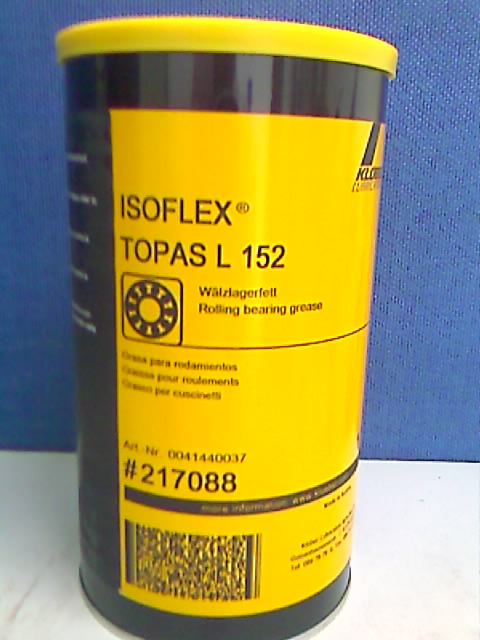 ISOFLEX®
TOPAS L 152
Wälzlagerfett
Rolling bearing grease
Grasa para rodamientos
Graisse pour roulements
Grasso per cuscinetti
Art.-Nr. 0041440037
#217088
more information: www.